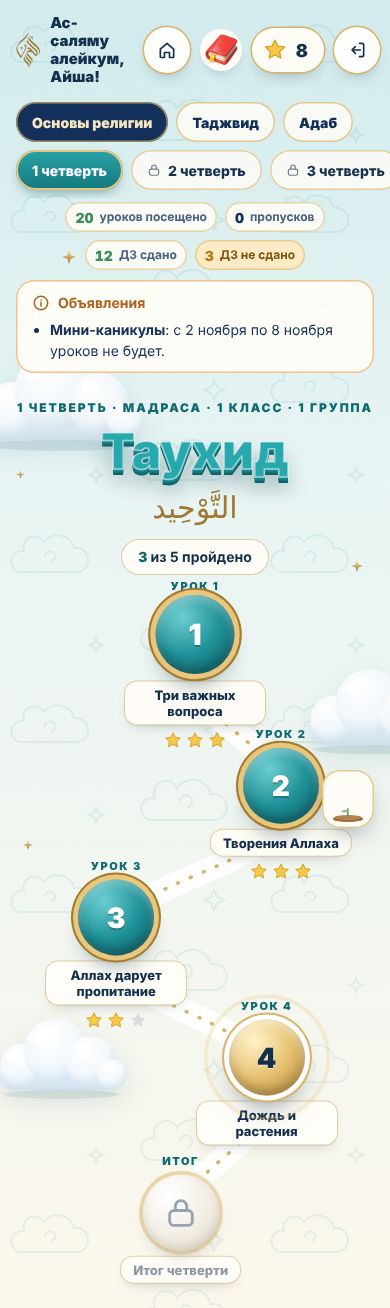 Ас-
саляму
алейкум,
Айша!
8
Основы религии
Таджвид
Адаб
1 четверть
2 четверть
3 четверть
20 уроков посещено
0 пропусков
12 ДЗ сдано
3 ДЗ не сдано
Объявления
• Мини-каникулы: с 2 ноября по 8 ноября
уроков не будет.
1 ЧЕТВЕРТЬ · МАДРАСА · 1 КЛАСС · 1 ГРУППА
Таухид
التَّوْحِيد
3 из 5 пройдено
УРОК 1
1
Три важных
вопроса
УРОК 2
2
Творения Аллаха
УРОК 3
3
Аллах дарует
пропитание
УРОК 4
4
Дождь и
растения
ИТОГ
Итог четверти